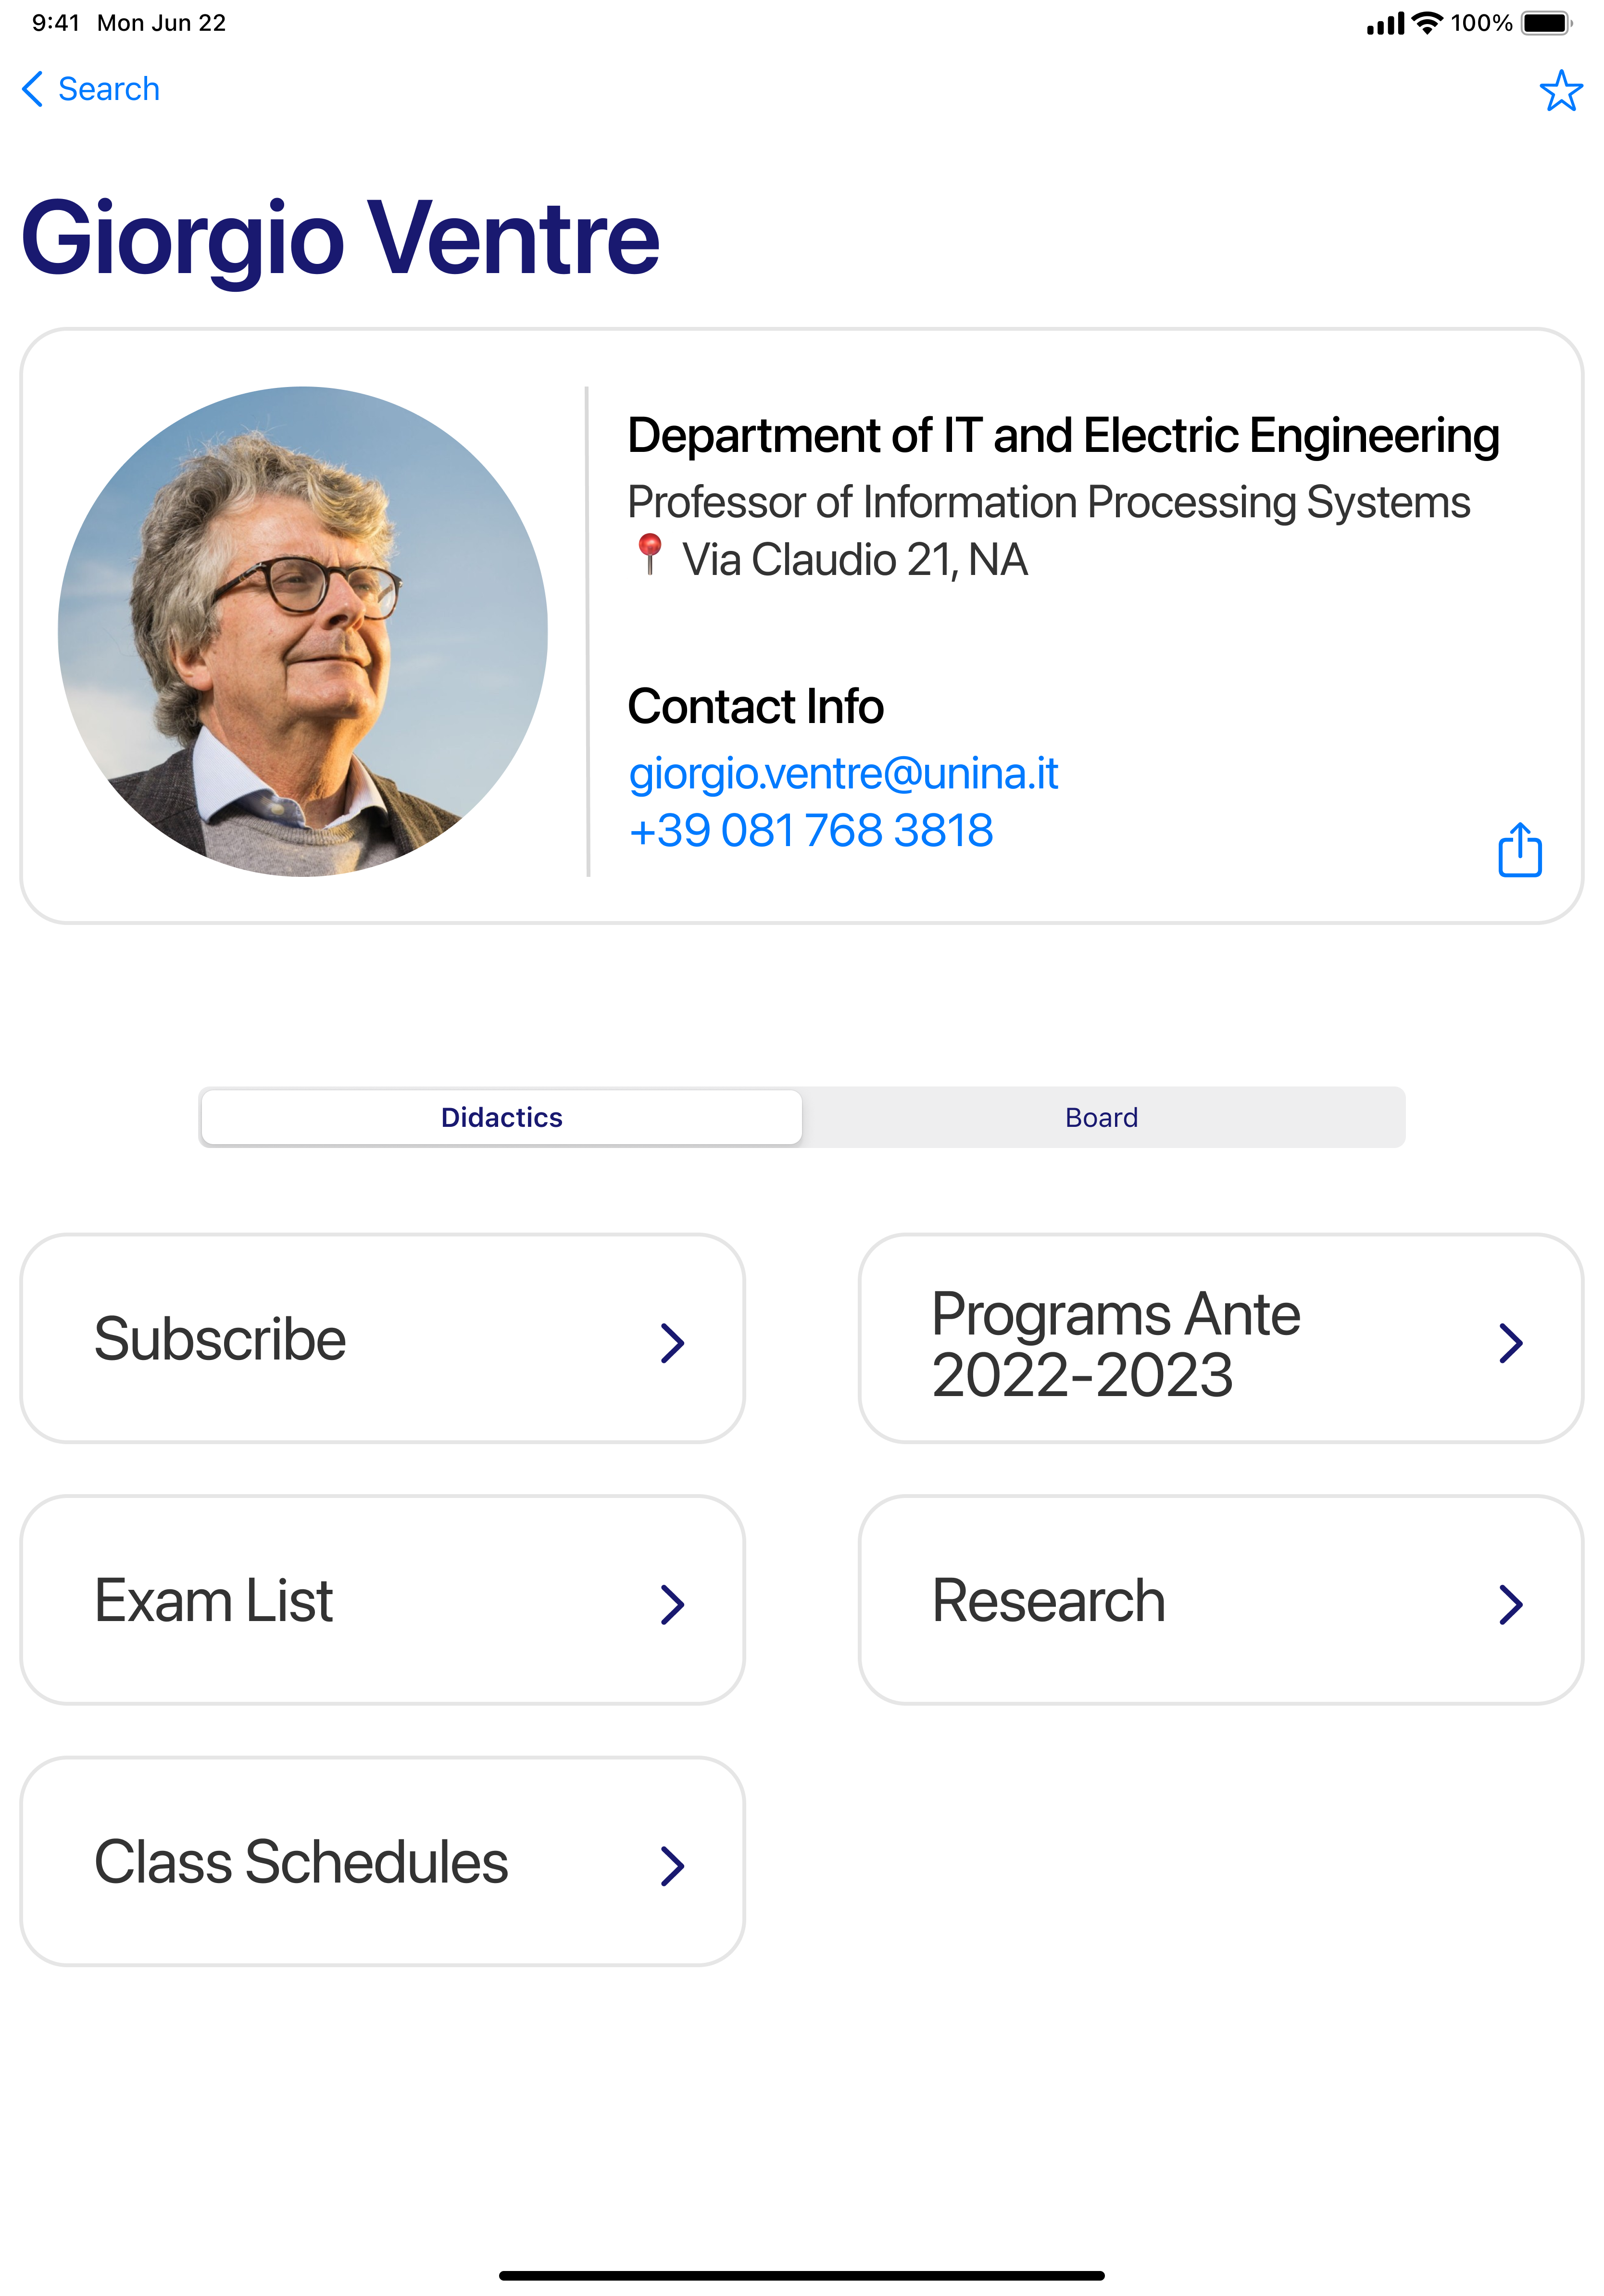 9:41 Mon Jun 22
100%
Search
Giorgio Ventre
Department of IT and Electric Engineering
Professor of Information Processing Systems
📍 Via Claudio 21, NA
Contact Info
giorgio.ventre@unina.it
+39 081 768 3818
Didactics
Board
Subscribe
Programs Ante
2022-2023
Exam List
Research
Class Schedules